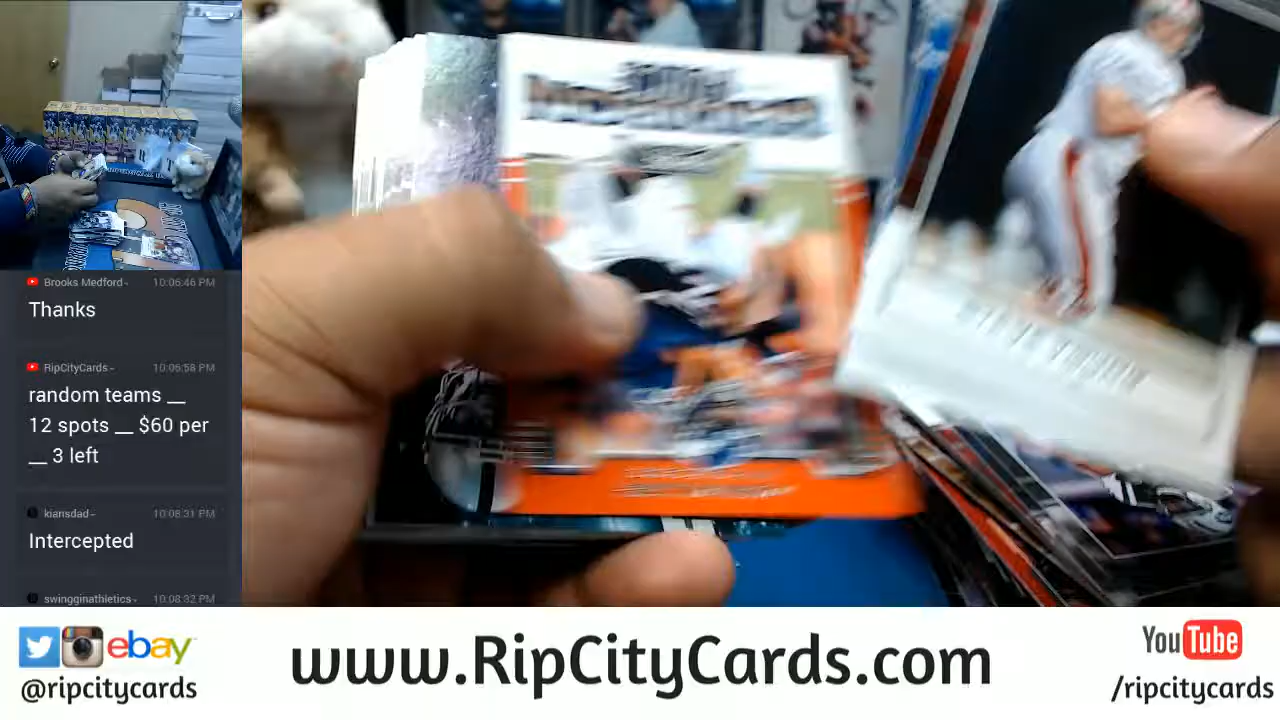 Brooks Medford~ 10:06:46 PM
Thanks
RipCityCards~ 10:06:58 PM
random teams __
12 spots __ $60 per
__ 3 left
kiansdad~ 10:08:31 PM
Intercepted
swingginathletics~ 10:08:32 PM
ebay
@ripcitycards
www.RipCityCards.com
YouTube
/ripcitycards